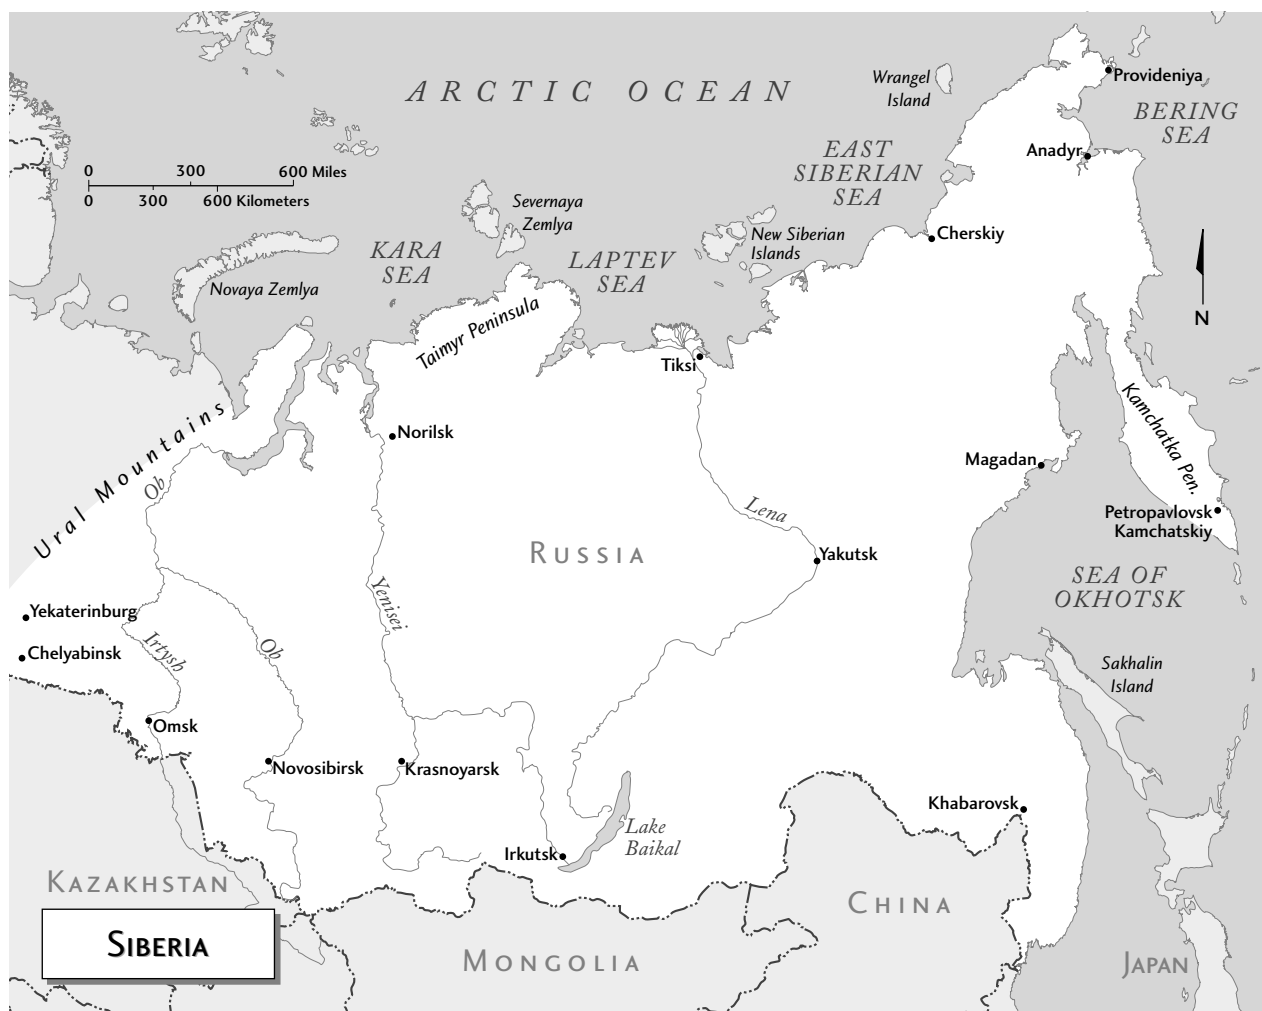 Wrangel
Island
Provideniya
ARCTIC OCEAN
BERING
SEA
Anadyr
EAST
SIBERIAN
SEA
0 300 600 Miles
0 300 600 Kilometers
Severnaya
Zemlya
New Siberian
Islands
Cherskiy
KARA
SEA
LAPTEV
SEA
Novaya Zemlya
N
Taimyr Peninsula
Tiksi
Ural Mountains
Kamchatka Pen.
Norilsk
Magadan
Ob
Lena
Petropavlovsk
Kamchatskiy
RUSSIA
Yakutsk
SEA OF
OKHOTSK
Yenisei
Yekaterinburg
Chelyabinsk
Irtysh
Ob
Sakhalin
Island
Omsk
Novosibirsk
Krasnoyarsk
Khabarovsk
Lake
Baikal
Irkutsk
KAZAKHSTAN
CHINA
SIBERIA
MONGOLIA
JAPAN